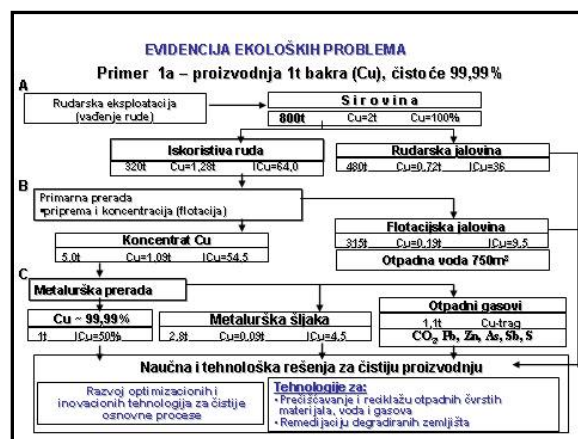 EVIDENCIJA EKOLOŠKIH PROBLEMA
Primer 1a – proizvodnja 1t bakra (Cu), čistoće 99,99%
A
Rudarska eksploatacija
(vađenje rude)
Sirovina
800t Cu=2t Cu=100%
Iskoristiva ruda
320t Cu=1,28t ICu=64,0
Rudarska jalovina
480t Cu=0,72t ICu=36
B
Primarna prerada
•priprema i koncentracija (flotacija)
Flotacijska jalovina
315t Cu=0,19t ICu=9,5
Otpadna voda 750m²
Koncentrat Cu
5,0t Cu=1,09t ICu=54,5
C
Metalurška prerada
Cu ~ 99,99%
1t ICu=50%
Metalurška šljaka
2,8t Cu=0,09t ICu=4,5
Otpadni gasovi
1,1t Cu-trag
CO2 Pb, Zn, As, Sb, S
Naučna i tehnološka rešenja za čistiju proizvodnju
Razvoj optimizacionih i
inovacionih tehnologija za čistije
osnovne procese
Tehnologije za:
•Prečišćavanje i reciklažu otpadnih čvrstih
materijala, voda i gasova
•Remedijaciju degradiranih zemljišta